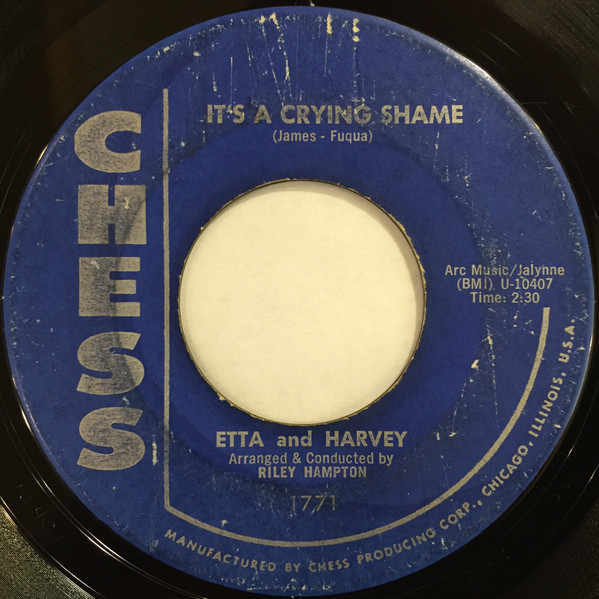 CHESS
IT'S A CRYING SHAME
(James - Fuqua)
Arc Music/Jalynne
(BMI) U-10407
Time: 2:30
ETTA and HARVEY
Arranged & Conducted by
RILEY HAMPTON
1771
MANUFACTURED BY CHESS PRODUCING CORP., CHICAGO, ILLINOIS, U.S.A.